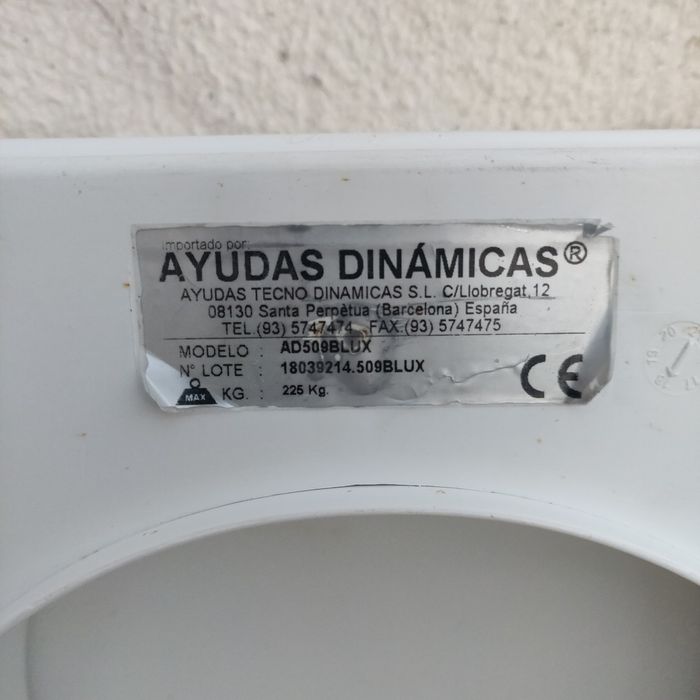 Importado por:
AYUDAS DINÁMICAS®
AYUDAS TECNO DINAMICAS S.L. C/Llobregat,12
08130 Santa Perpètua (Barcelona) España
TEL.(93) 5747474 FAX.(93) 5747475
MODELO : AD509BLUX
Nº LOTE : 18039214.509BLUX
MAX KG. : 225 Kg.
CE